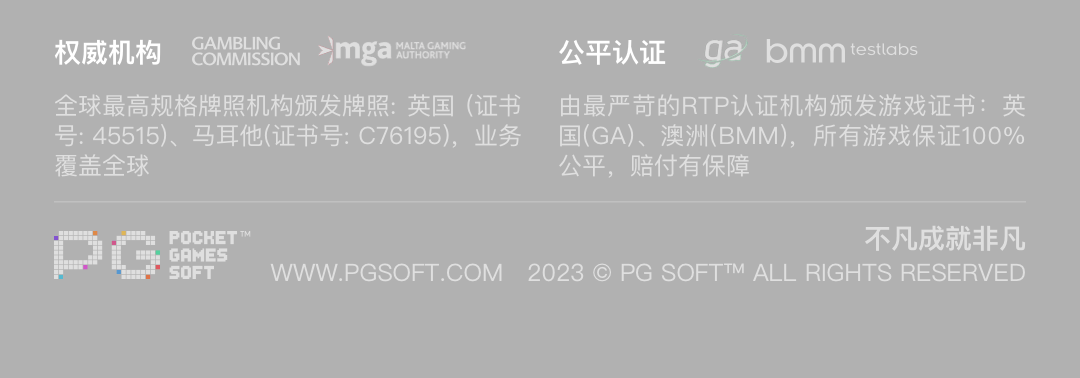 权威机构 GAMBLING COMMISSION mga MALTA GAMING AUTHORITY
全球最高规格牌照机构颁发牌照: 英国 (证书
号: 45515)、马耳他(证书号: C76195)，业务
覆盖全球
公平认证 ga bmm testlabs
由最严苛的RTP认证机构颁发游戏证书：英
国(GA)、澳洲(BMM)，所有游戏保证100%
公平，赔付有保障
PG POCKET GAMES SOFT™
不凡成就非凡
WWW.PGSOFT.COM 2023 © PG SOFT™ ALL RIGHTS RESERVED